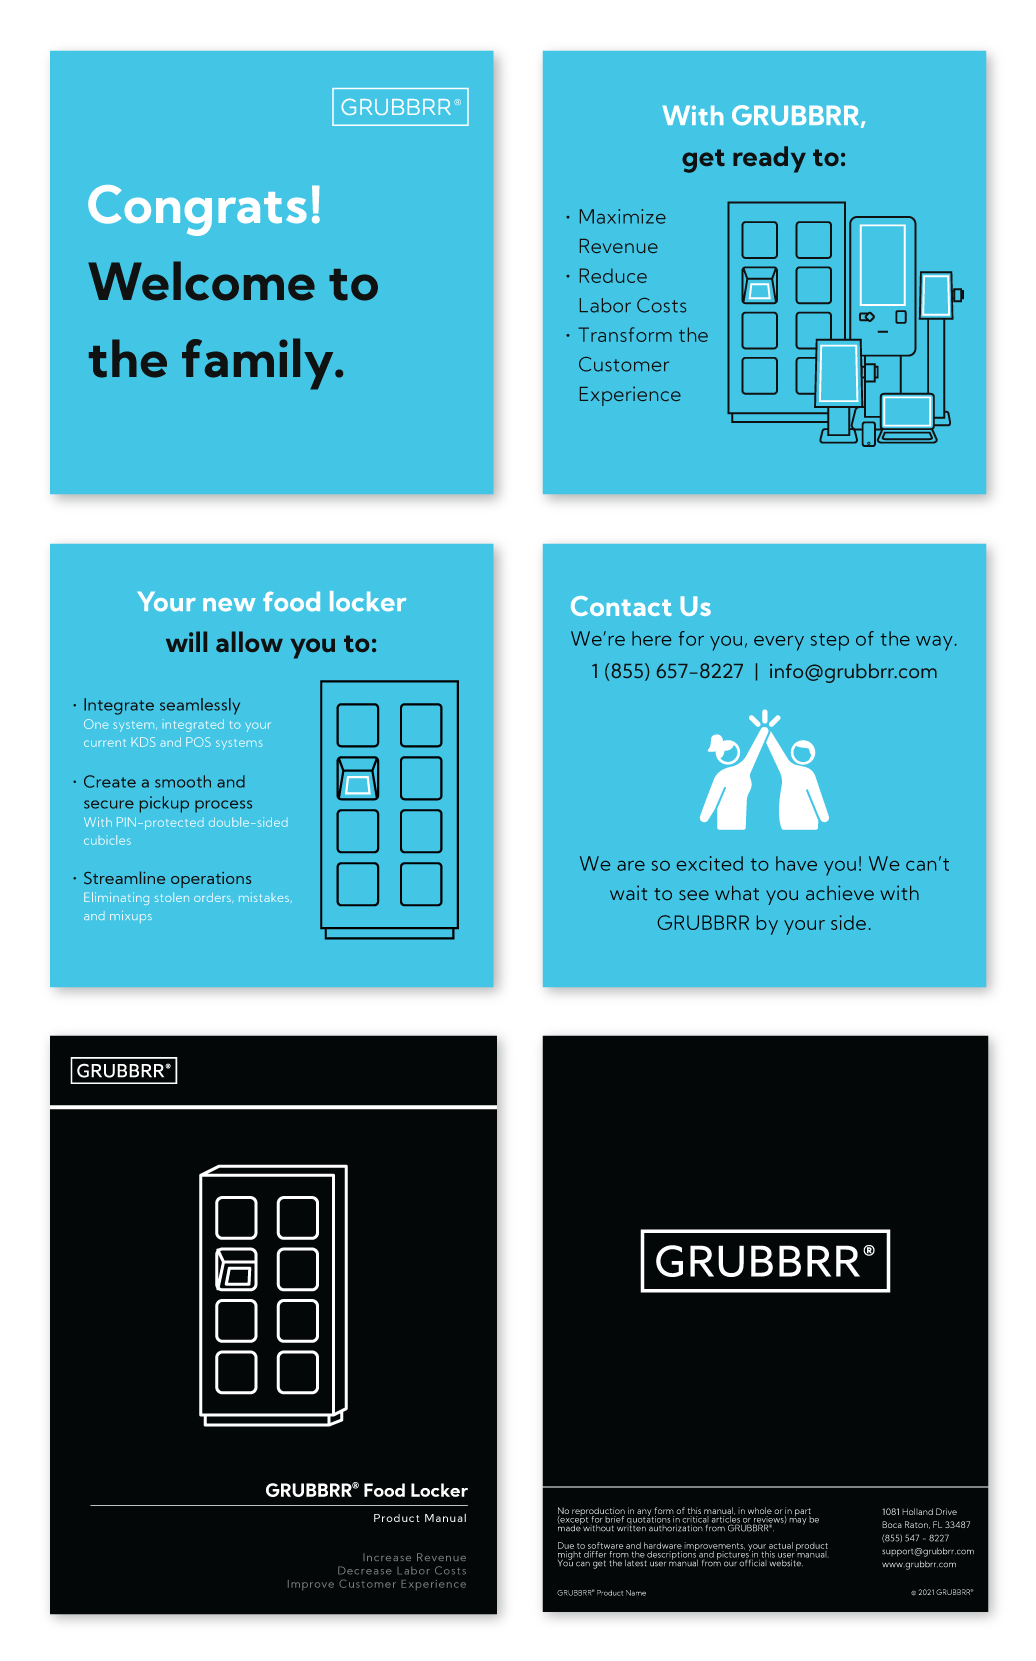 GRUBBRR®
Congrats!
Welcome to
the family.
With GRUBBRR,
get ready to:
• Maximize
Revenue
• Reduce
Labor Costs
• Transform the
Customer
Experience
Your new food locker
will allow you to:
• Integrate seamlessly
One system, integrated to your
current KDS and POS systems
• Create a smooth and
secure pickup process
With PIN-protected double-sided
cubicles
• Streamline operations
Eliminating stolen orders, mistakes,
and mixups
Contact Us
We're here for you, every step of the way.
1 (855) 657-8227 | info@grubbrr.com
We are so excited to have you! We can't
wait to see what you achieve with
GRUBBRR by your side.
GRUBBRR®
GRUBBRR® Food Locker
Product Manual
Increase Revenue
Decrease Labor Costs
Improve Customer Experience
GRUBBRR®
No reproduction in any form of this manual, in whole or in part
(except for brief quotations in critical articles or reviews) may be
made without written authorization from GRUBBRR®.
Due to software and hardware improvements, your actual product
might differ from the descriptions and pictures in this user manual.
You can get the latest user manual from our official website.
GRUBBRR® Product Name
1081 Holland Drive
Boca Raton, FL 33487
(855) 547 - 8227
support@grubbrr.com
www.grubbrr.com
© 2021 GRUBBRR®